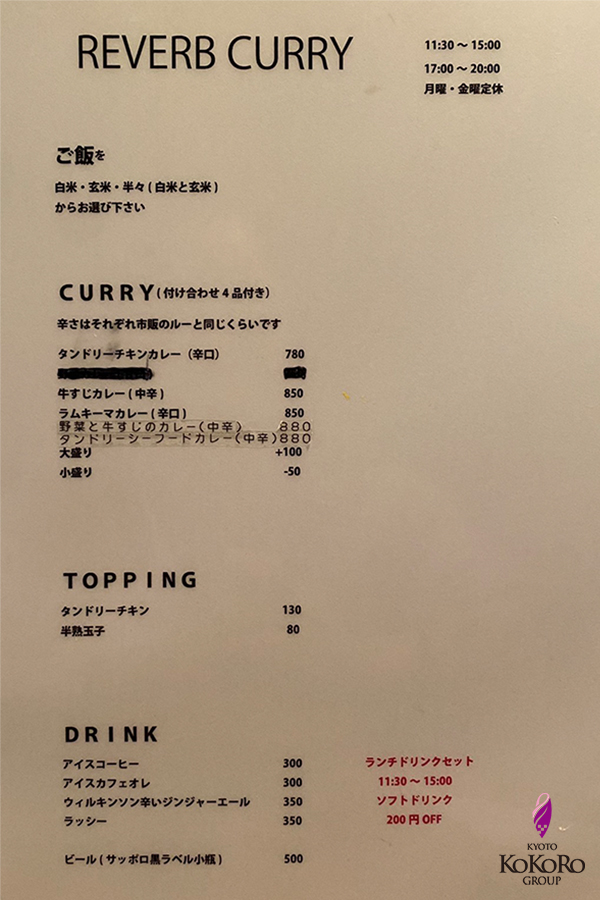 REVERB CURRY
11:30 〜 15:00
17:00 〜 20:00
月曜・金曜定休
ご飯を
白米・玄米・半々 ( 白米と玄米 )
からお選び下さい
CURRY ( 付け合わせ 4 品付き )
辛さはそれぞれ市販のルーと同じくらいです
タンドリーチキンカレー（辛口） 780
牛すじカレー ( 中辛 ) 850
ラムキーマカレー ( 辛口 ) 850
野菜と牛すじのカレー(中辛) 880
タンドリーシーフードカレー(中辛)880
大盛り +100
小盛り -50
TOPPING
タンドリーチキン 130
半熟玉子 80
DRINK
アイスコーヒー 300
アイスカフェオレ 300
ウィルキンソン辛いジンジャーエール 350
ラッシー 350
ビール ( サッポロ黒ラベル小瓶 ) 500
ランチドリンクセット
11:30 〜 15:00
ソフトドリンク
200 円 OFF
KYOTO
KOKORO
GROUP